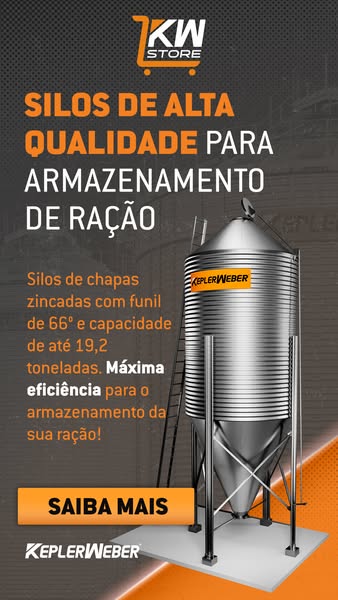 KW
STORE
SILOS DE ALTA
QUALIDADE PARA
ARMAZENAMENTO
DE RAÇÃO
KEPLERWEBER
Silos de chapas
zincadas com funil
de 66º e capacidade
de até 19,2
toneladas. Máxima
eficiência para o
armazenamento da
sua ração!
SAIBA MAIS
KEPLERWEBER